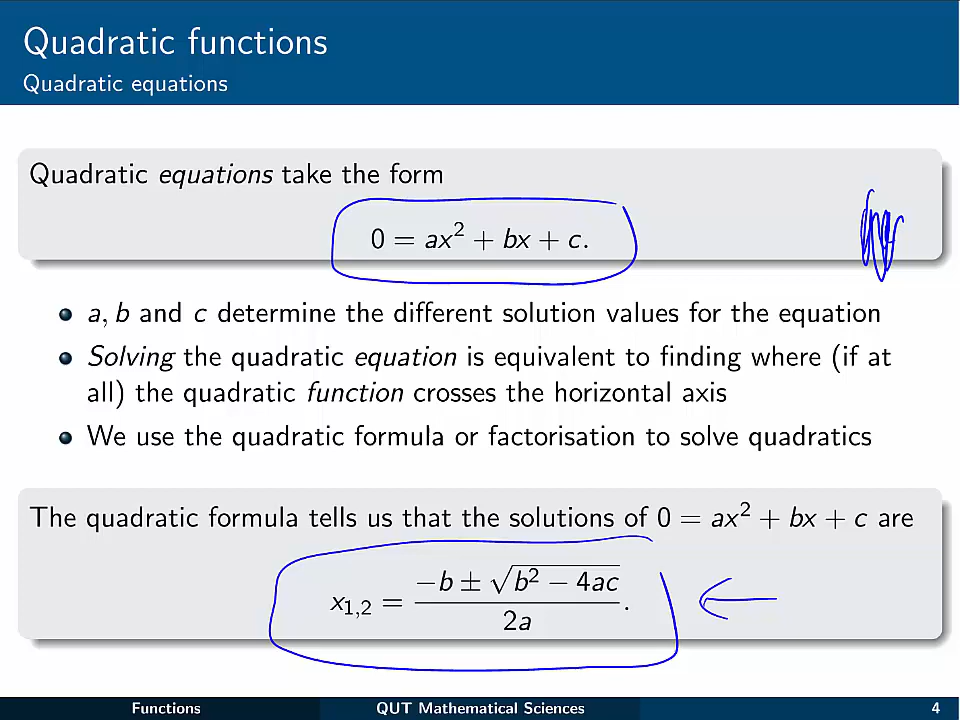 Quadratic functions
Quadratic equations
Quadratic equations take the form
0 = ax² + bx + c.
a, b and c determine the different solution values for the equation
Solving the quadratic equation is equivalent to finding where (if at
all) the quadratic function crosses the horizontal axis
We use the quadratic formula or factorisation to solve quadratics
The quadratic formula tells us that the solutions of 0 = ax² + bx + c are
x₁,₂ = (−b ± √(b² − 4ac)) / 2a.
Functions QUT Mathematical Sciences 4